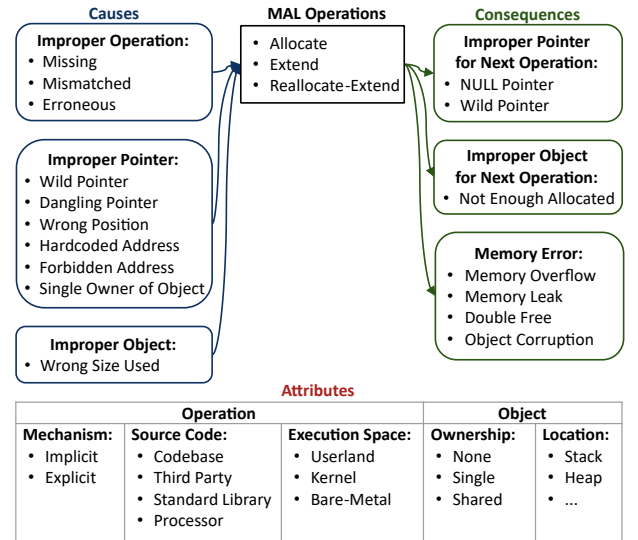 Causes
Improper Operation:
• Missing
• Mismatched
• Erroneous
Improper Pointer:
• Wild Pointer
• Dangling Pointer
• Wrong Position
• Hardcoded Address
• Forbidden Address
• Single Owner of Object
Improper Object:
• Wrong Size Used
MAL Operations
• Allocate
• Extend
• Reallocate-Extend
Consequences
Improper Pointer
for Next Operation:
• NULL Pointer
• Wild Pointer
Improper Object
for Next Operation:
• Not Enough Allocated
Memory Error:
• Memory Overflow
• Memory Leak
• Double Free
• Object Corruption
Attributes
Operation
Object
Mechanism:
• Implicit
• Explicit
Source Code:
• Codebase
• Third Party
• Standard Library
• Processor
Execution Space:
• Userland
• Kernel
• Bare-Metal
Ownership:
• None
• Single
• Shared
Location:
• Stack
• Heap
• ...